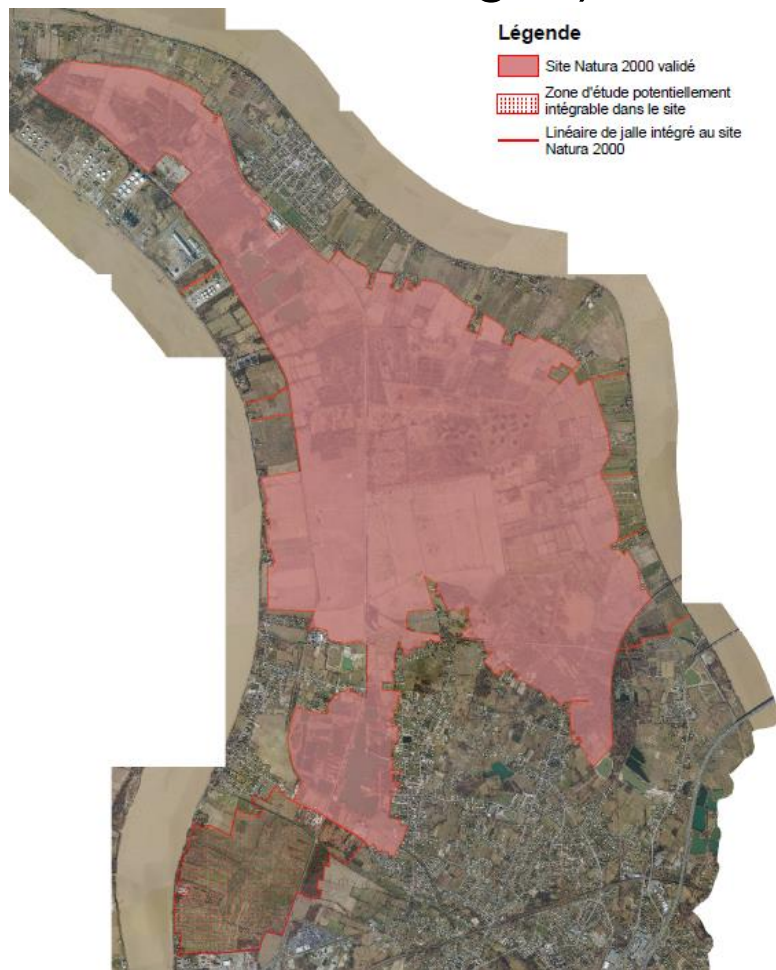 Légende
Site Natura 2000 validé
Zone d'étude potentiellement
intégrable dans le site
Linéaire de jalle intégré au site
Natura 2000